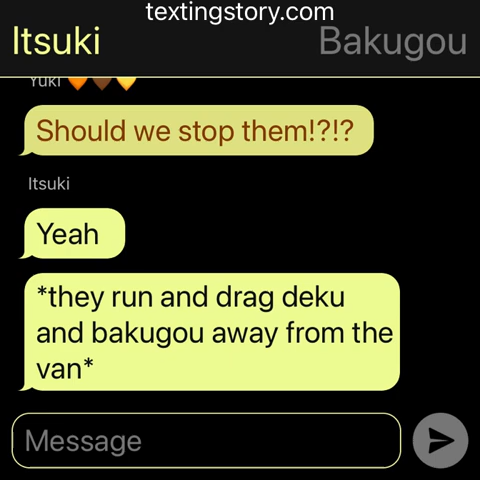 textingstory.com
Itsuki Bakugou
Yuki 🧡🤎💛
Should we stop them!?!?
Itsuki
Yeah
*they run and drag deku
and bakugou away from the
van*
Message